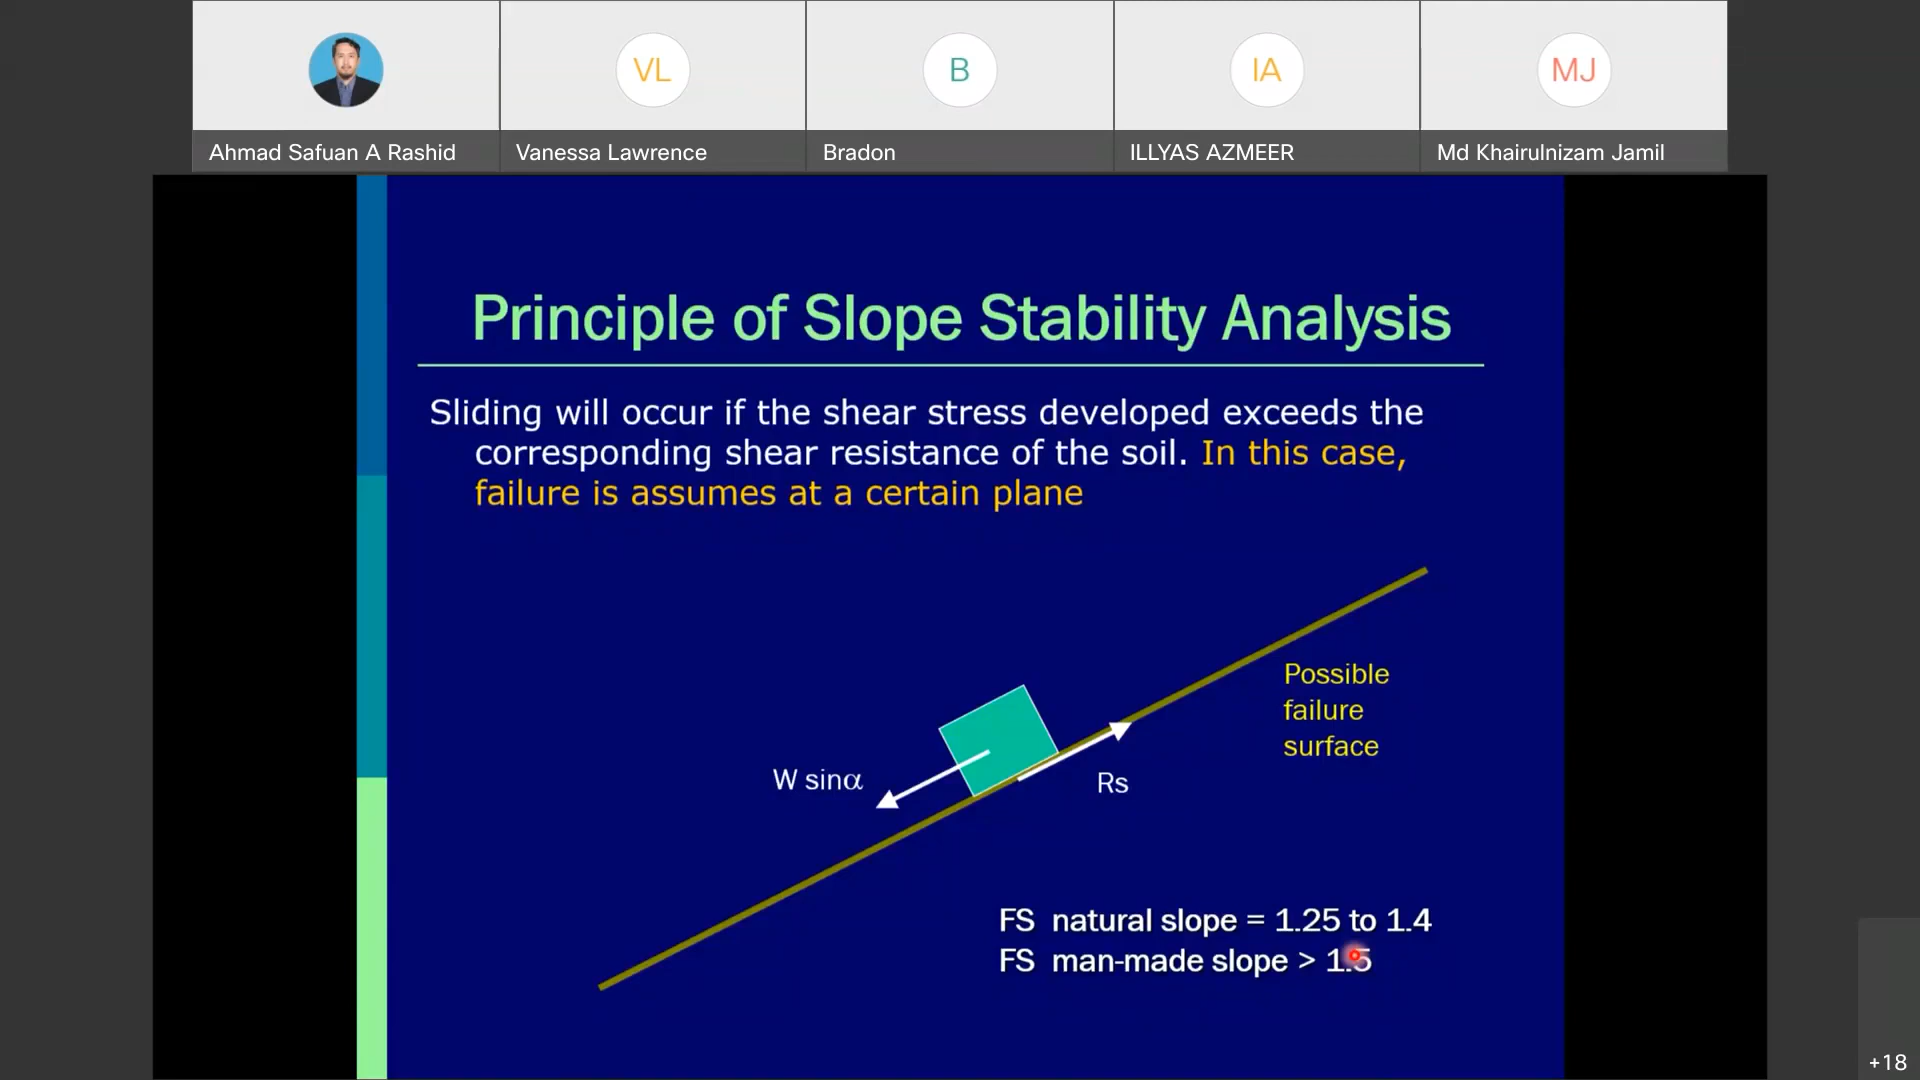 VL
B
IA
MJ
Ahmad Safuan A Rashid
Vanessa Lawrence
Bradon
ILLYAS AZMEER
Md Khairulnizam Jamil
Principle of Slope Stability Analysis
Sliding will occur if the shear stress developed exceeds the
corresponding shear resistance of the soil. In this case,
failure is assumes at a certain plane
Possible
failure
surface
W sinα
Rs
FS natural slope = 1.25 to 1.4
FS man-made slope > 1.5
+18